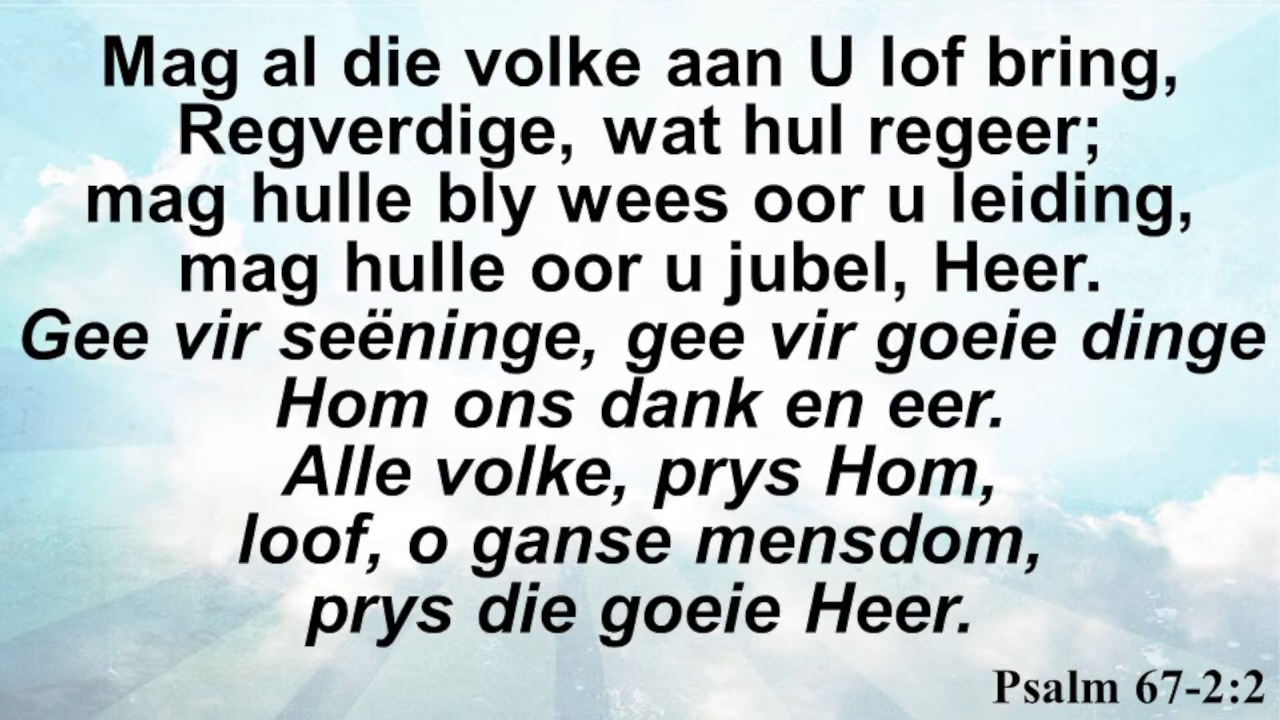 Mag al die volke aan U lof bring,
Regverdige, wat hul regeer;
mag hulle bly wees oor u leiding,
mag hulle oor u jubel, Heer.
Gee vir seëninge, gee vir goeie dinge
Hom ons dank en eer.
Alle volke, prys Hom,
loof, o ganse mensdom,
prys die goeie Heer.
Psalm 67-2:2